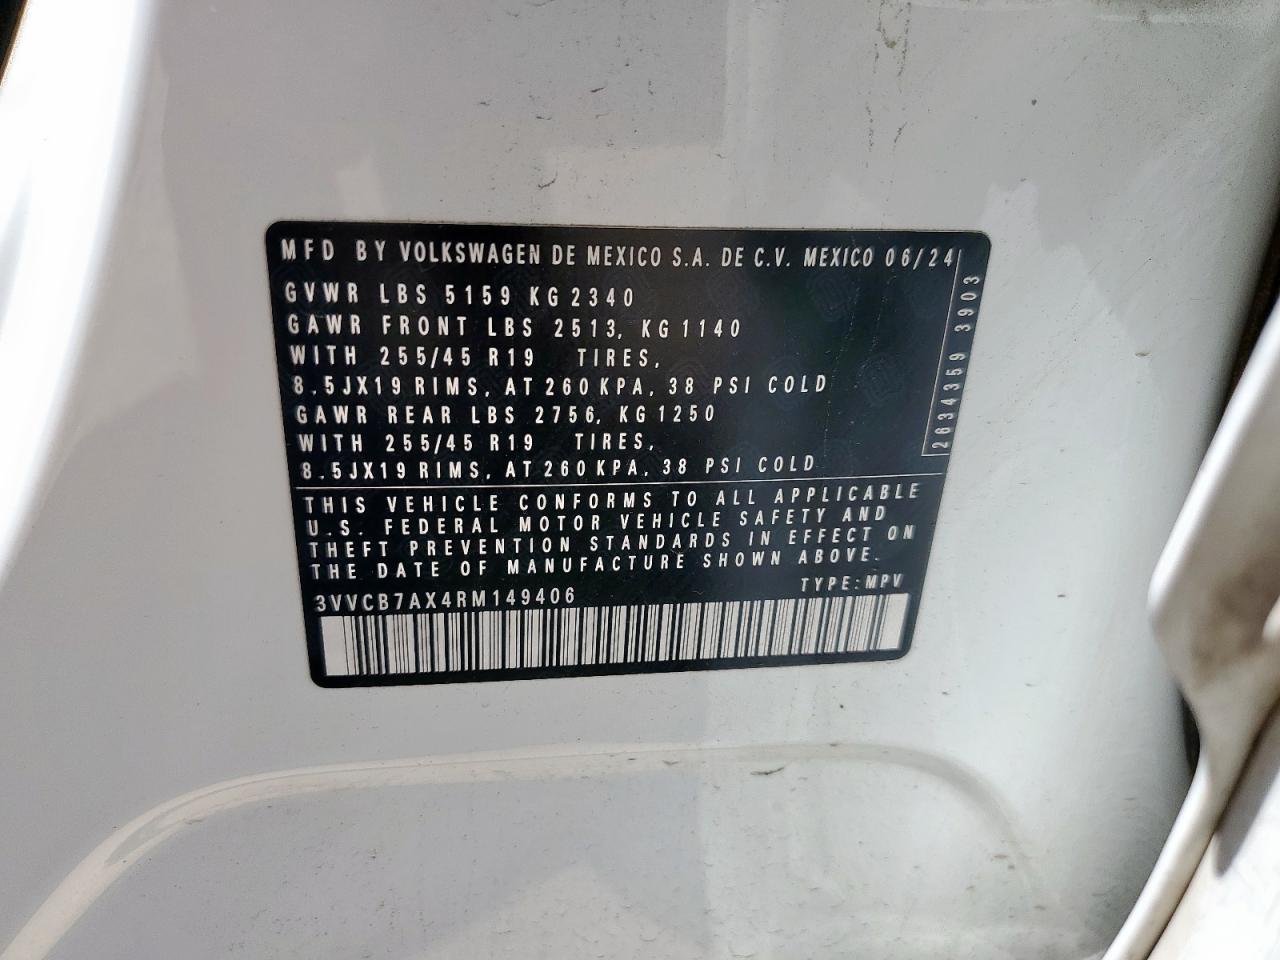 MFD BY VOLKSWAGEN DE MEXICO S.A. DE C.V. MEXICO 06/24
GVWR LBS 5159 KG 2340
GAWR FRONT LBS 2513, KG 1140
WITH 255/45 R19 TIRES,
8.5JX19 RIMS, AT 260 KPA, 38 PSI COLD
GAWR REAR LBS 2756, KG 1250
WITH 255/45 R19 TIRES,
8.5JX19 RIMS, AT 260 KPA, 38 PSI COLD
2634359 3903
THIS VEHICLE CONFORMS TO ALL APPLICABLE
U.S. FEDERAL MOTOR VEHICLE SAFETY AND
THEFT PREVENTION STANDARDS IN EFFECT ON
THE DATE OF MANUFACTURE SHOWN ABOVE.
3VVCB7AX4RM149406 TYPE:MPV